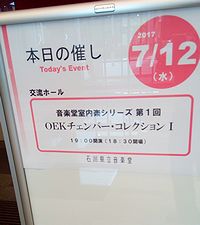 本日の催し
Today's Event
2017
7/12
(水)
交流ホール
音楽堂室内楽シリーズ 第1回
OEKチェンバー・コレクションⅠ
19:00開演(18:30開場)
石川県立音楽堂